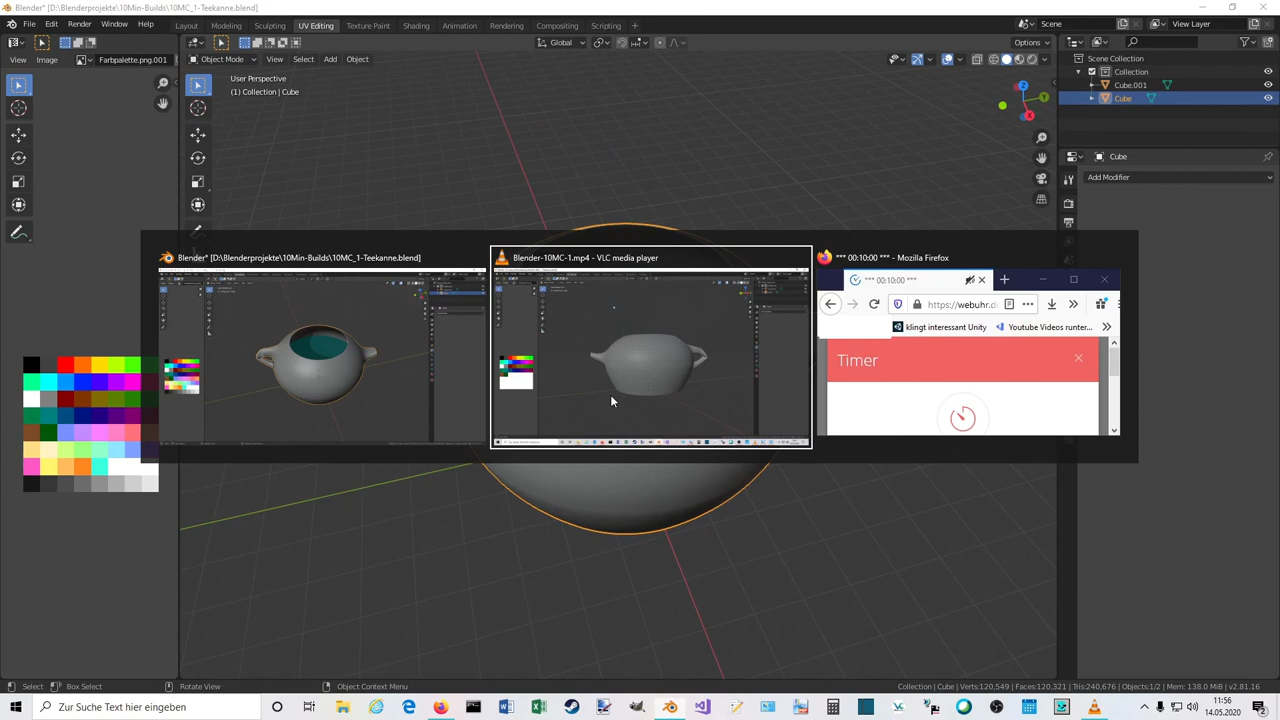 Blender* [D:\Blenderprojekte\10Min-Builds\10MC_1-Teekanne.blend]
File Edit Render Window Help Layout Modeling Sculpting UV Editing Texture Paint Shading Animation Rendering Compositing Scripting Scene View Layer
Global Options
View Image Farbpalette.png.001 Object Mode View Select Add Object
Scene Collection
Collection
Cube.001
Cube
User Perspective
(1) Collection | Cube
X
Y
Z
Cube
Add Modifier
Blender* [D:\Blenderprojekte\10Min-Builds\10MC_1-Teekanne.blend]
Blender-10MC-1.mp4 - VLC media player
*** 00:10:00 *** - Mozilla Firefox
*** 00:10:00 ***
https://webuhr.d
klingt interessant Unity Youtube Videos runter...
Timer
Select Box Select Rotate View Object Context Menu Collection | Cube | Verts:120,549 | Faces:120,321 | Tris:240,676 | Objects:1/2 | Mem: 138.0 MiB | v2.81.16
Zur Suche Text hier eingeben
11:56
14.05.2020